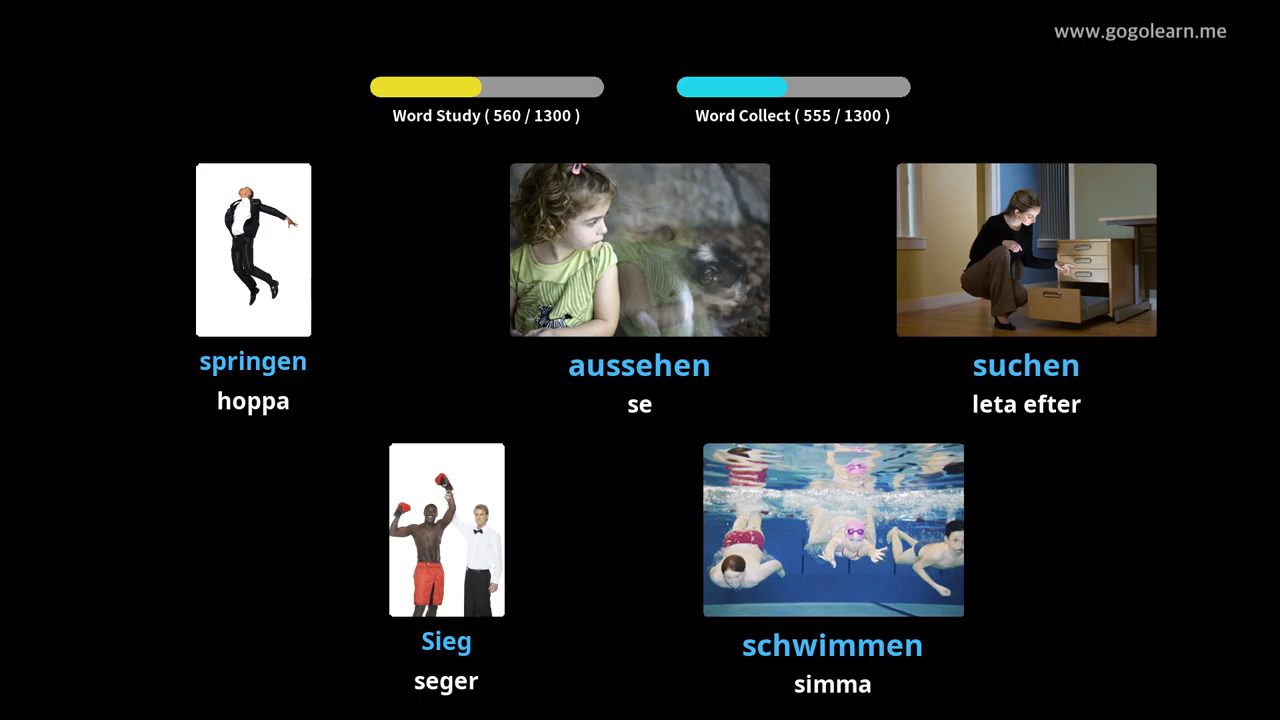 www.gogolearn.me
Word Study ( 560 / 1300 )
Word Collect ( 555 / 1300 )
springen
hoppa
aussehen
se
suchen
leta efter
Sieg
seger
schwimmen
simma